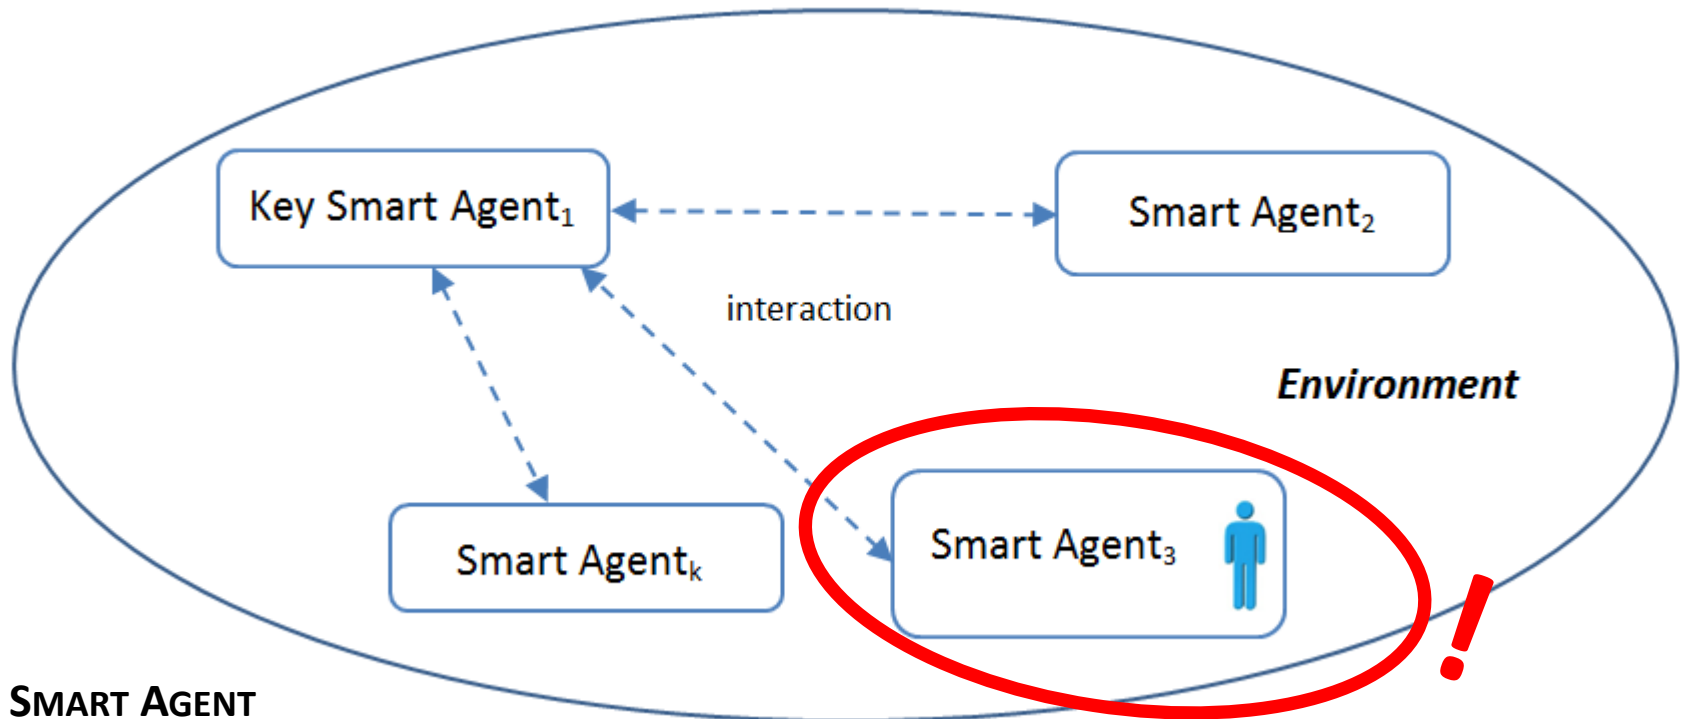 Key Smart Agent₁
Smart Agent₂
interaction
Environment
Smart Agent₃
Smart Agentₖ
!
SMART AGENT